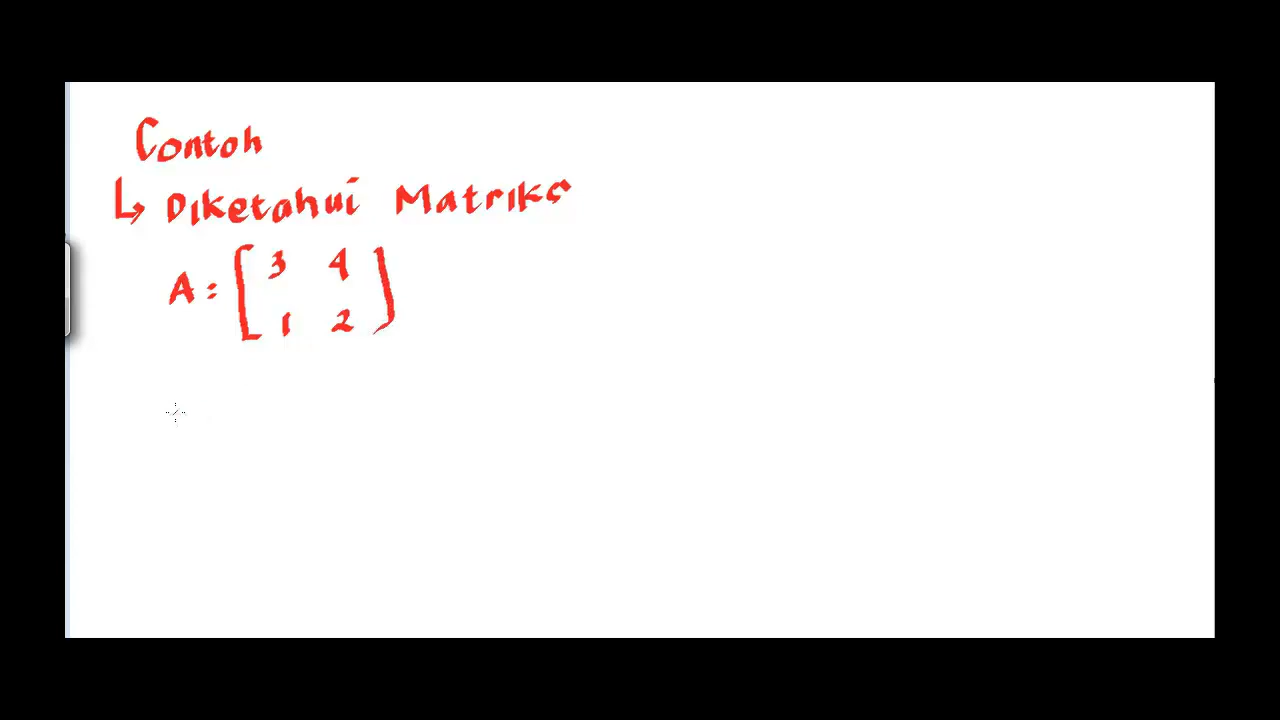 Contoh
↳ Diketahui Matriks
A = [3 4
1 2]